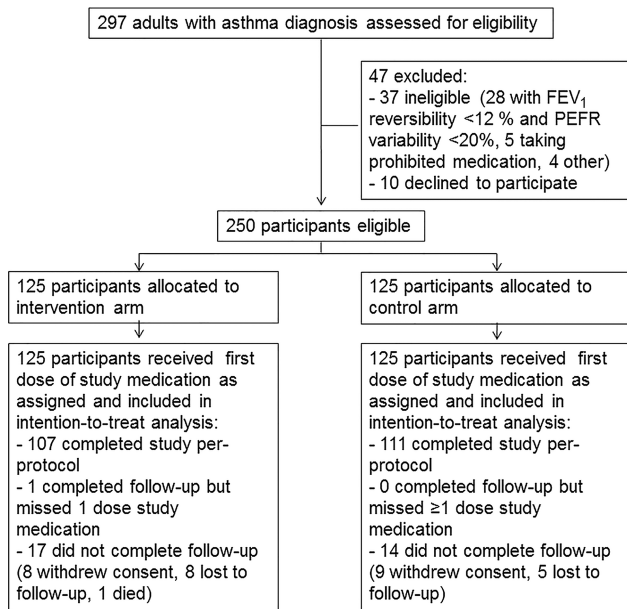 297 adults with asthma diagnosis assessed for eligibility
47 excluded:
- 37 ineligible (28 with FEV₁
reversibility <12 % and PEFR
variability <20%, 5 taking
prohibited medication, 4 other)
- 10 declined to participate
250 participants eligible
125 participants allocated to
intervention arm
125 participants allocated to
control arm
125 participants received first
dose of study medication as
assigned and included in
intention-to-treat analysis:
- 107 completed study per-
protocol
- 1 completed follow-up but
missed 1 dose study
medication
- 17 did not complete follow-up
(8 withdrew consent, 8 lost to
follow-up, 1 died)
125 participants received first
dose of study medication as
assigned and included in
intention-to-treat analysis:
- 111 completed study per-
protocol
- 0 completed follow-up but
missed ≥1 dose study
medication
- 14 did not complete follow-up
(9 withdrew consent, 5 lost to
follow-up)